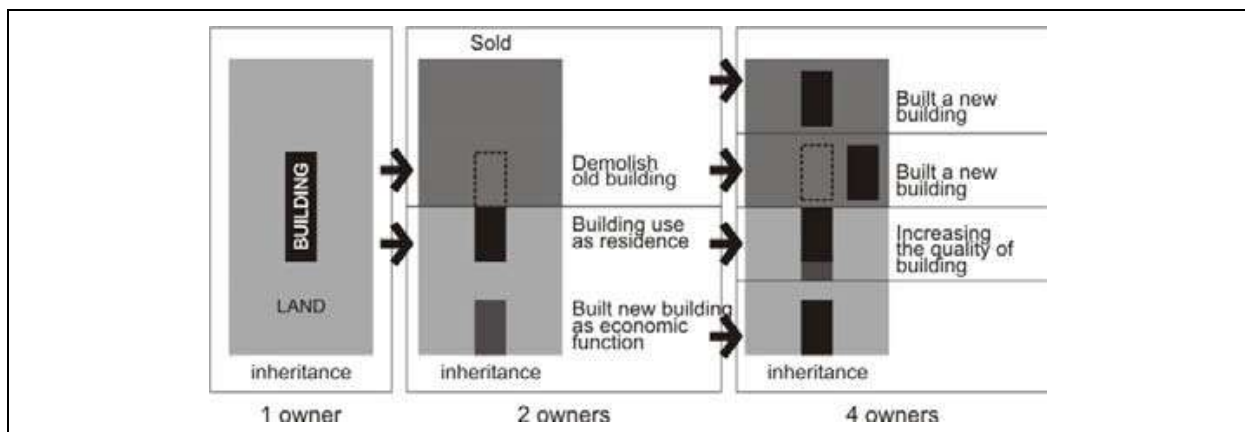 BUILDING
LAND
inheritance
1 owner
Sold
Demolish
old building
Building use
as residence
Built new building
as economic
function
inheritance
2 owners
Built a new
building
Built a new
building
Increasing
the quality of
building
inheritance
4 owners